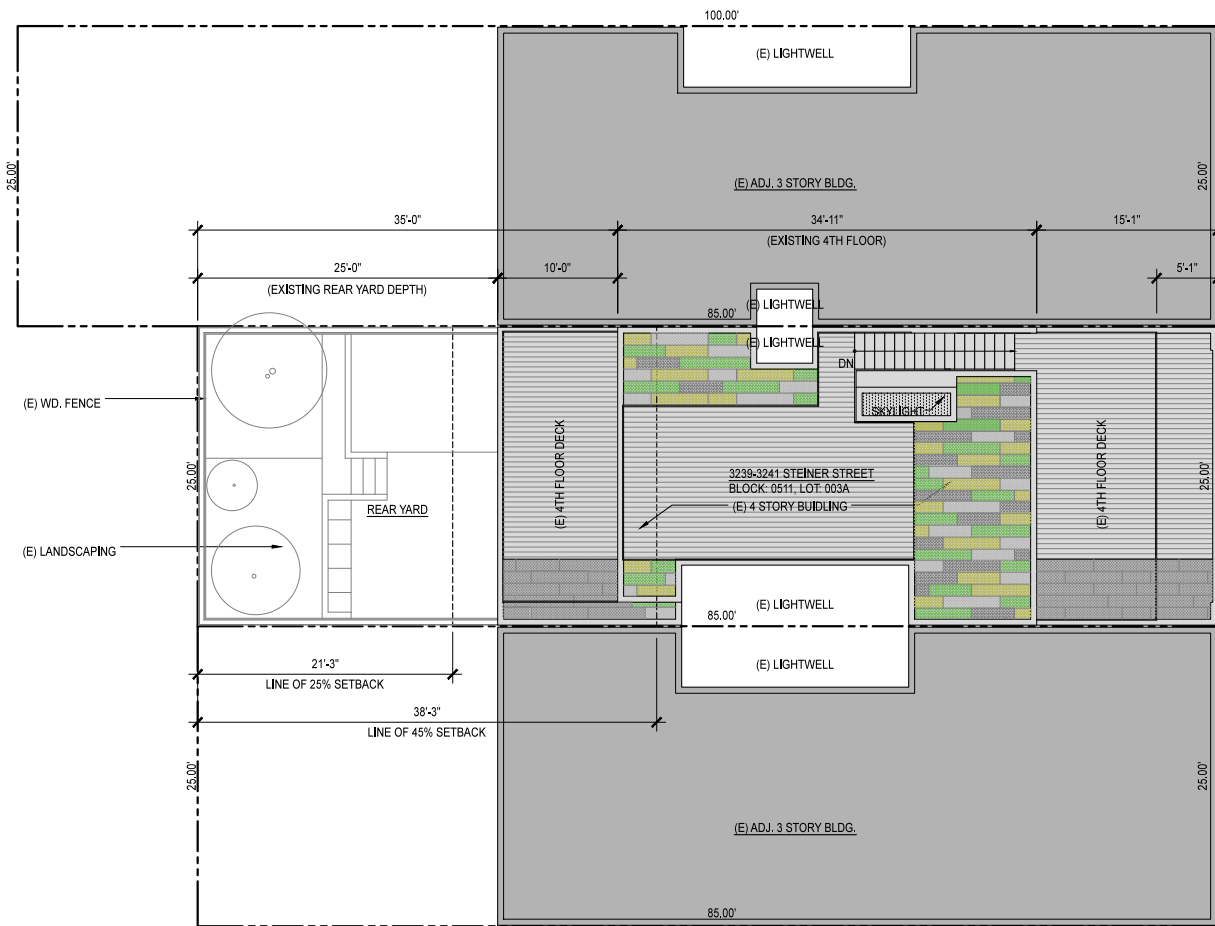 100.00'
(E) LIGHTWELL
25.00'
(E) ADJ. 3 STORY BLDG.
25.00'
35'-0"
34'-11"
15'-1"
(EXISTING 4TH FLOOR)
25'-0"
10'-0"
5'-1"
(EXISTING REAR YARD DEPTH)
(E) LIGHTWELL
85.00'
(E) LIGHTWELL
DN
(E) WD. FENCE
SKYLIGHT
25.00'
(E) 4TH FLOOR DECK
3239-3241 STEINER STREET
BLOCK: 0511, LOT: 003A
(E) 4 STORY BUIDLING
(E) 4TH FLOOR DECK
25.00'
REAR YARD
(E) LANDSCAPING
(E) LIGHTWELL
85.00'
(E) LIGHTWELL
21'-3"
LINE OF 25% SETBACK
38'-3"
LINE OF 45% SETBACK
25.00'
25.00'
(E) ADJ. 3 STORY BLDG.
85.00'